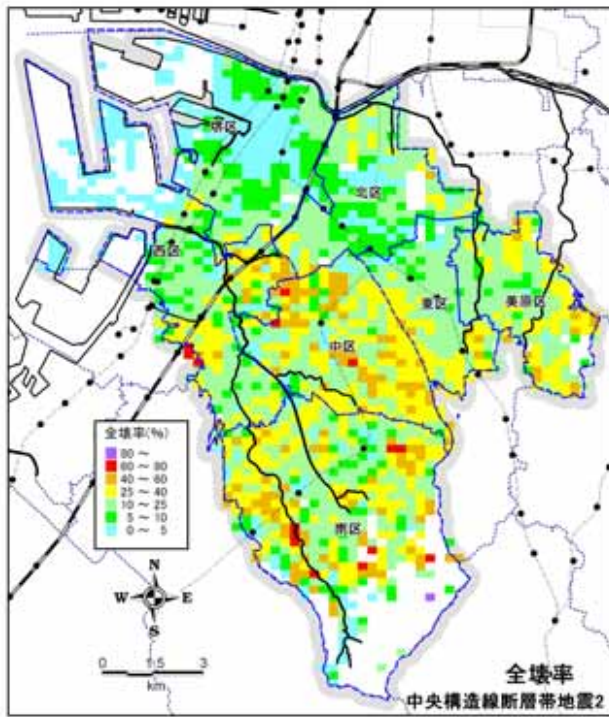 堺区
北区
西区
東区
美原区
中区
全壊率(%)
80 ~
60 ~ 80
40 ~ 60
25 ~ 40
10 ~ 25
5 ~ 10
0 ~ 5
南区
N
W E
S
0 1.5 3
km
全壊率
中央構造線断層帯地震2